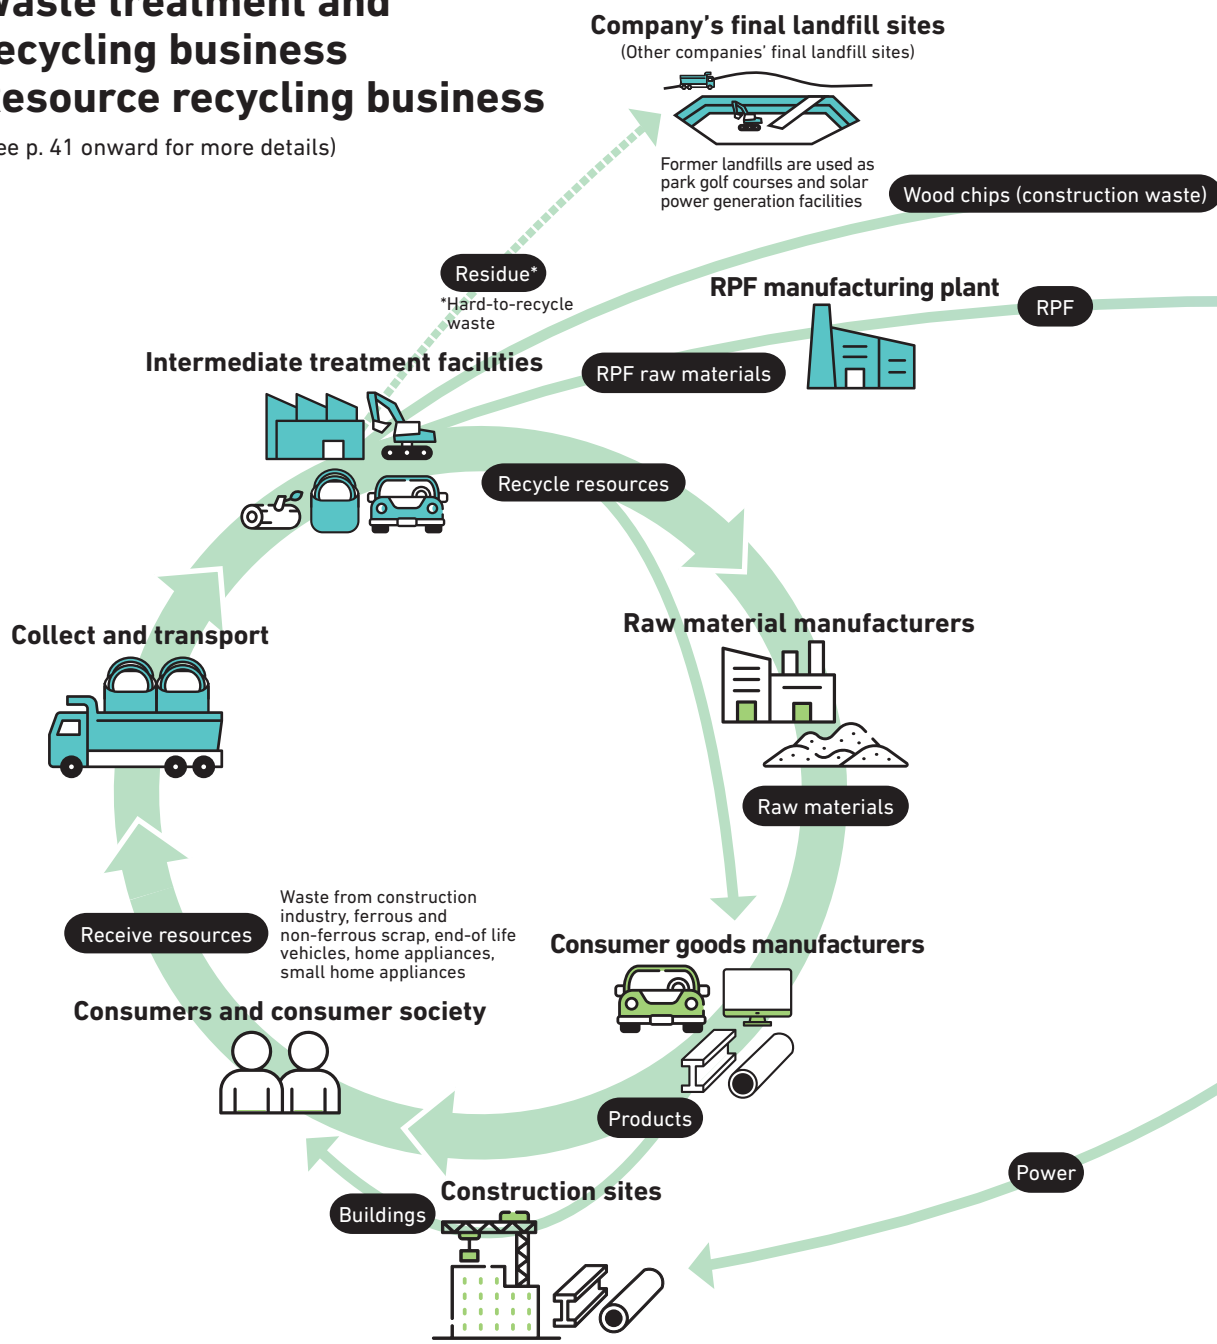 aste treatment and
ecycling business
esource recycling business
ee p. 41 onward for more details)
Company's final landfill sites
(Other companies' final landfill sites)
Former landfills are used as
park golf courses and solar
power generation facilities
Wood chips (construction waste)
Residue*
*Hard-to-recycle
waste
RPF manufacturing plant
RPF
Intermediate treatment facilities
RPF raw materials
Recycle resources
Collect and transport
Raw material manufacturers
Raw materials
Receive resources
Waste from construction
industry, ferrous and
non-ferrous scrap, end-of life
vehicles, home appliances,
small home appliances
Consumer goods manufacturers
Consumers and consumer society
Products
Power
Construction sites
Buildings